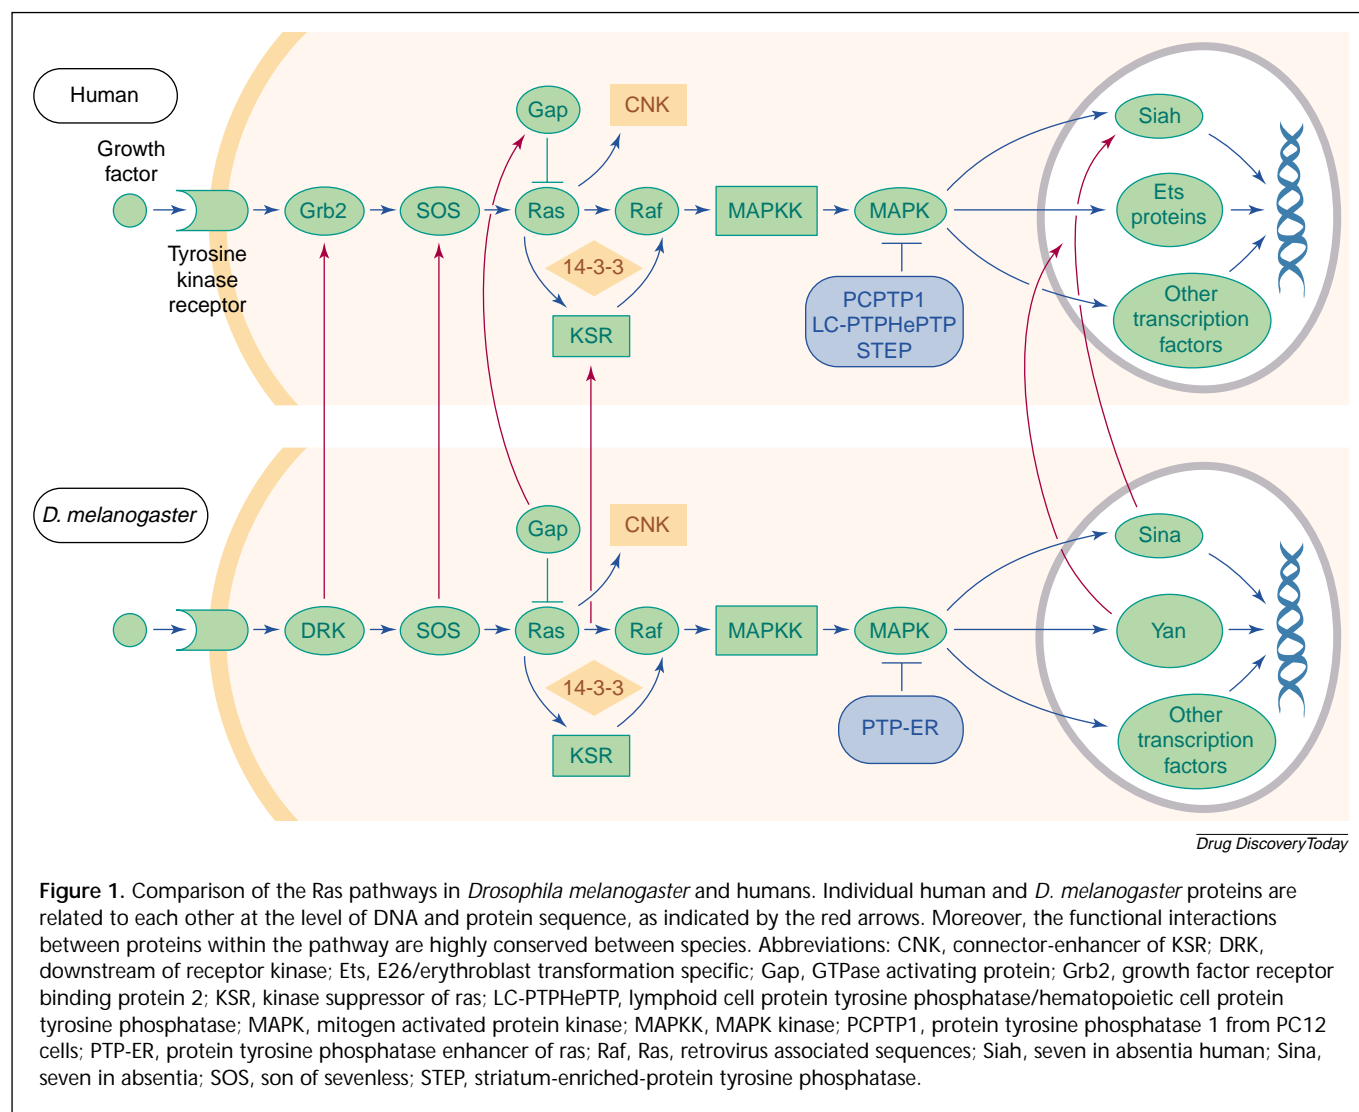 Human
Growth
factor
Tyrosine
kinase
receptor
Grb2
SOS
Gap
CNK
Ras
Raf
14-3-3
KSR
MAPKK
MAPK
PCPTP1
LC-PTPHePTP
STEP
Siah
Ets
proteins
Other
transcription
factors
D. melanogaster
DRK
SOS
Gap
CNK
Ras
Raf
14-3-3
KSR
MAPKK
MAPK
PTP-ER
Sina
Yan
Other
transcription
factors
Drug Discovery Today
Figure 1. Comparison of the Ras pathways in Drosophila melanogaster and humans. Individual human and D. melanogaster proteins are
related to each other at the level of DNA and protein sequence, as indicated by the red arrows. Moreover, the functional interactions
between proteins within the pathway are highly conserved between species. Abbreviations: CNK, connector-enhancer of KSR; DRK,
downstream of receptor kinase; Ets, E26/erythroblast transformation specific; Gap, GTPase activating protein; Grb2, growth factor receptor
binding protein 2; KSR, kinase suppressor of ras; LC-PTPHePTP, lymphoid cell protein tyrosine phosphatase/hematopoietic cell protein
tyrosine phosphatase; MAPK, mitogen activated protein kinase; MAPKK, MAPK kinase; PCPTP1, protein tyrosine phosphatase 1 from PC12
cells; PTP-ER, protein tyrosine phosphatase enhancer of ras; Raf, Ras, retrovirus associated sequences; Siah, seven in absentia human; Sina,
seven in absentia; SOS, son of sevenless; STEP, striatum-enriched-protein tyrosine phosphatase.